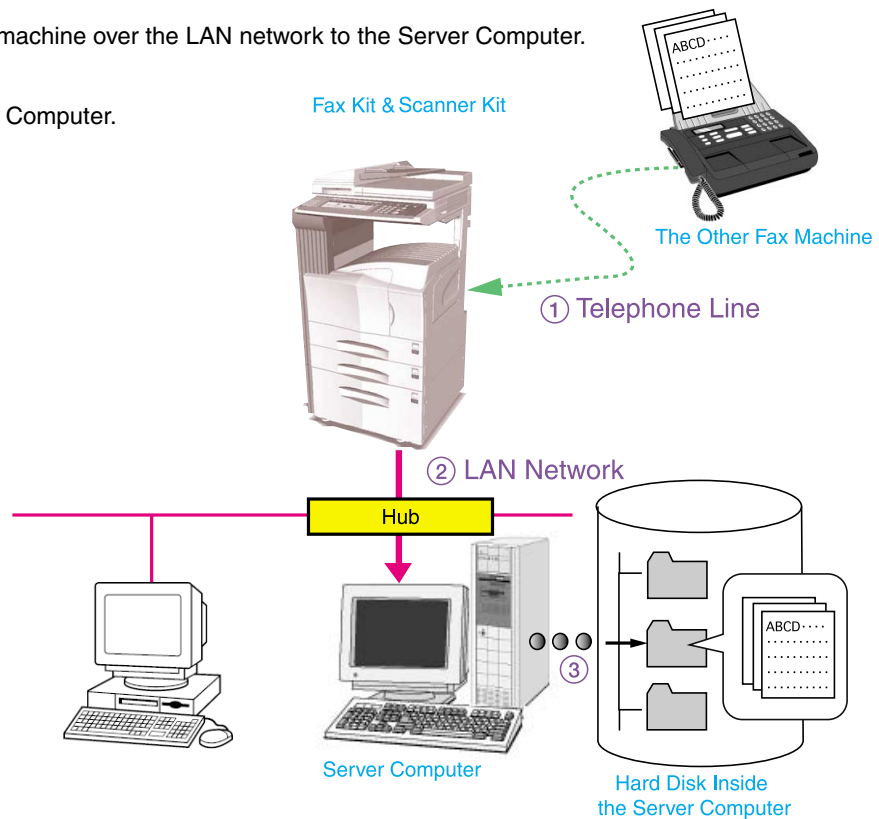 machine over the LAN network to the Server Computer.
Computer.
Fax Kit & Scanner Kit
ABCD····
The Other Fax Machine
① Telephone Line
② LAN Network
Hub
ABCD····
③
Server Computer
Hard Disk Inside
the Server Computer